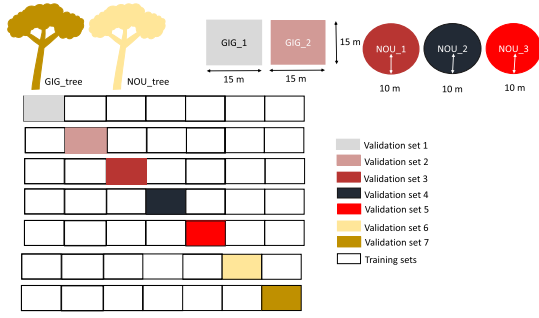 GIG_tree
NOU_tree
GIG_1
GIG_2
15 m
15 m
15 m
NOU_1
NOU_2
NOU_3
10 m
10 m
10 m
Validation set 1
Validation set 2
Validation set 3
Validation set 4
Validation set 5
Validation set 6
Validation set 7
Training sets